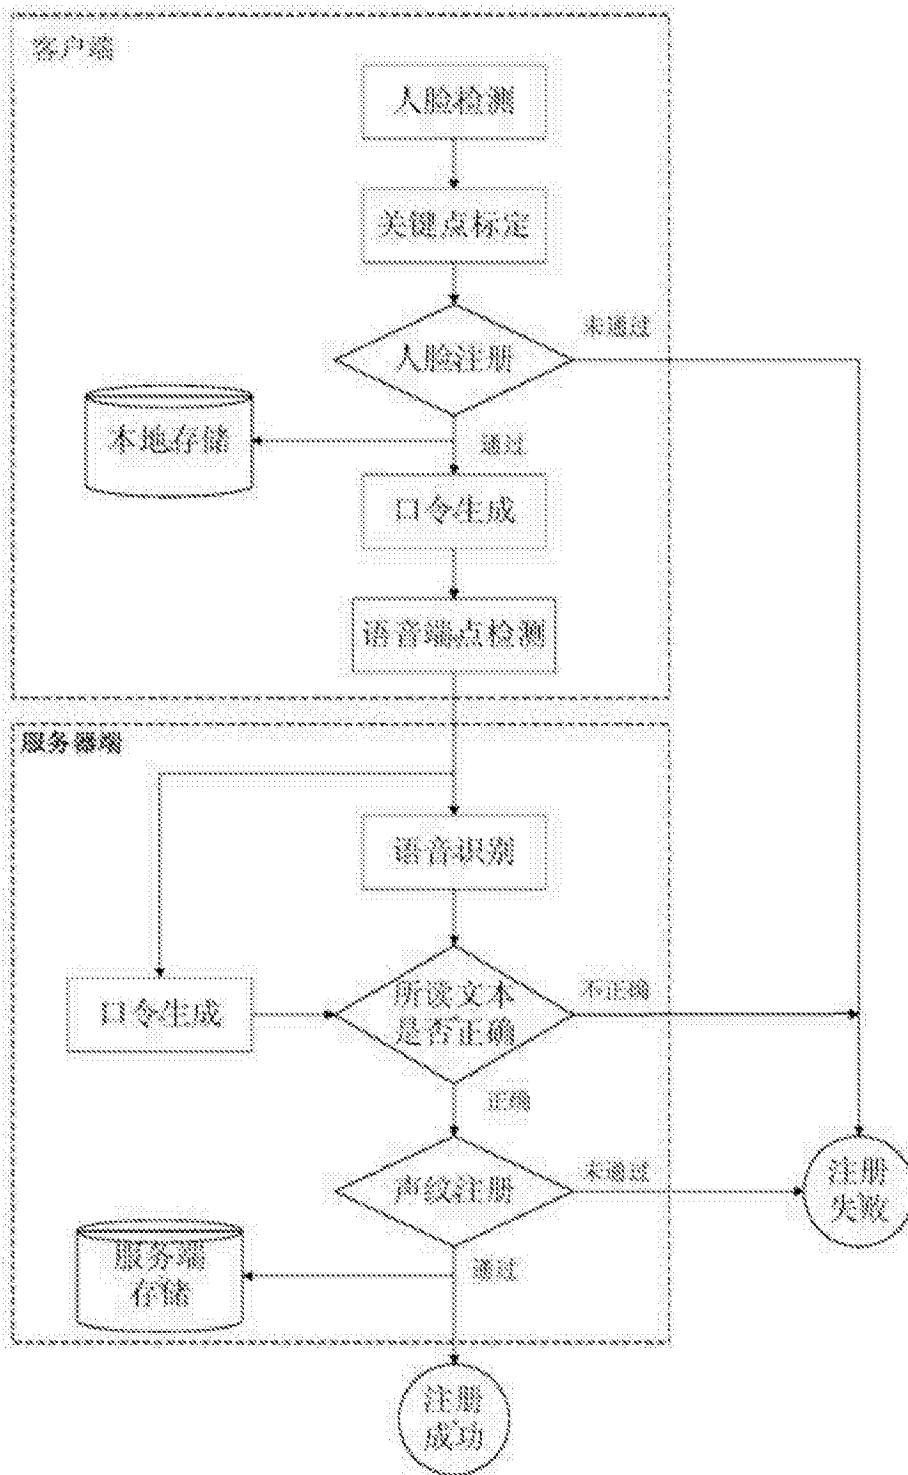 客户端
人脸检测
关键点标定
人脸注册
未通过
本地存储
通过
口令生成
语音端点检测
服务器端
语音识别
口令生成
所读文本
是否正确
不正确
正确
声纹注册
未通过
注册
失败
服务端
存储
通过
注册
成功